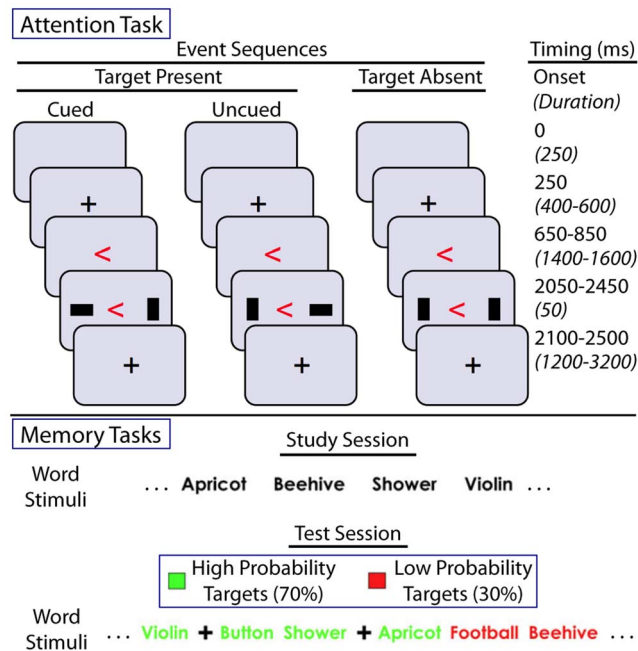 Attention Task
Event Sequences
Timing (ms)
Target Present
Target Absent
Onset
(Duration)
Cued
Uncued
0
(250)
+
+
+
250
(400-600)
<
<
<
650-850
(1400-1600)
<
<
<
2050-2450
(50)
+
+
+
2100-2500
(1200-3200)
Memory Tasks
Study Session
Word
Stimuli
... Apricot Beehive Shower Violin ...
Test Session
High Probability
Targets (70%)
Low Probability
Targets (30%)
Word
Stimuli
... Violin + Button Shower + Apricot Football Beehive ...